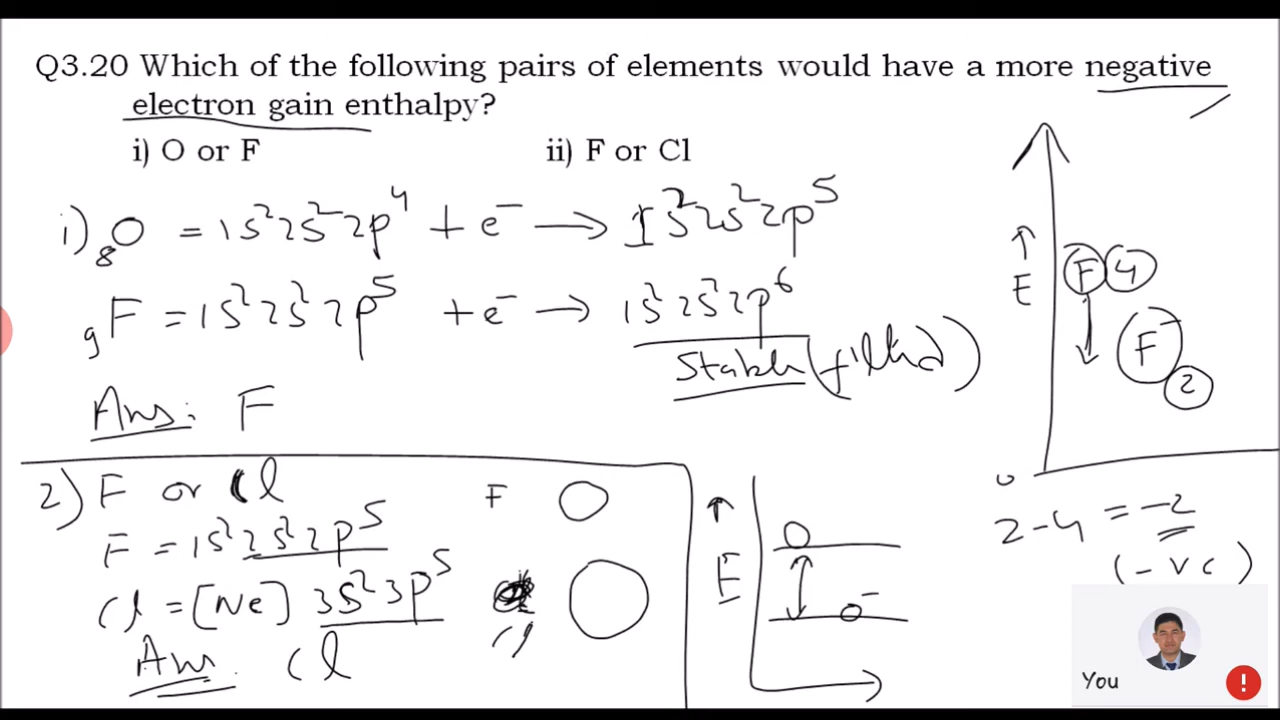 Q3.20 Which of the following pairs of elements would have a more negative
electron gain enthalpy?
i) O or F ii) F or Cl
i) ₈O = 1s² 2s² 2p⁴ + e⁻ → 1s² 2s² 2p⁵
₉F = 1s² 2s² 2p⁵ + e⁻ → 1s² 2s² 2p⁶
Stable (filled)
Ans: F
↑
E
F 4
F⁻
2
0
2-4 = -2
(-ve)
2) F or Cl
F = 1s² 2s² 2p⁵
Cl = [Ne] 3s² 3p⁵
Ans. Cl
F
Cl
↑
E
O
O⁻
You
!